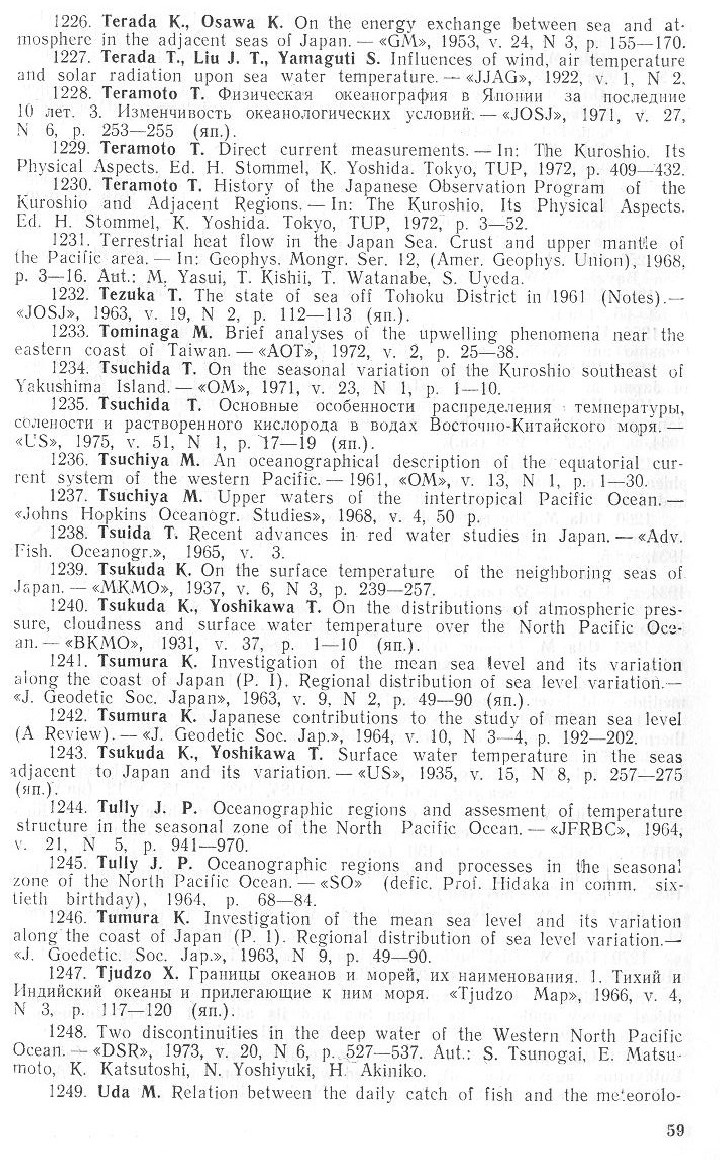 1226. Terada K., Osawa K. On the energy exchange between sea and at-
mosphere in the adjacent seas of Japan. — «GM», 1953, v. 24, N 3, p. 155—170.
1227. Terada T., Liu J. T., Yamaguti S. Influences of wind, air temperature
and solar radiation upon sea water temperature. — «JJAG», 1922, v. 1, N 2.
1228. Teramoto T. Физическая океанография в Японии за последние
10 лет. 3. Изменчивость океанологических условий. — «JOSJ», 1971, v. 27,
N 6, p. 253—255 (яп.).
1229. Teramoto T. Direct current measurements. — In: The Kuroshio. Its
Physical Aspects. Ed. H. Stommel, K. Yoshida. Tokyo, TUP, 1972, p. 409—432.
1230. Teramoto T. History of the Japanese Observation Program of the
Kuroshio and Adjacent Regions. — In: The Kuroshio, Its Physical Aspects.
Ed. H. Stommel, K. Yoshida. Tokyo, TUP, 1972, p. 3—52.
1231. Terrestrial heat flow in the Japan Sea. Crust and upper mantle of
the Pacific area. — In: Geophys. Mongr. Ser. 12, (Amer. Geophys. Union), 1968,
p. 3—16. Aut.: M. Yasui, T. Kishii, T. Watanabe, S. Uyeda.
1232. Tezuka T. The state of sea off Tohoku District in 1961 (Notes).—
«JOSJ», 1963, v. 19, N 2, p. 112—113 (яп.).
1233. Tominaga M. Brief analyses of the upwelling phenomena near the
eastern coast of Taiwan. — «AOT», 1972, v. 2, p. 25—38.
1234. Tsuchida T. On the seasonal variation of the Kuroshio southeast of
Yakushima Island. — «OM», 1971, v. 23, N 1, p. 1—10.
1235. Tsuchida T. Основные особенности распределения температуры,
солености и растворенного кислорода в водах Восточно-Китайского моря. —
«US», 1975, v. 51, N 1, p. 17—19 (яп.).
1236. Tsuchiya M. An oceanographical description of the equatorial cur-
rent system of the western Pacific. — 1961, «OM», v. 13, N 1, p. 1—30.
1237. Tsuchiya M. Upper waters of the intertropical Pacific Ocean. —
«Johns Hopkins Oceanogr. Studies», 1968, v. 4, 50 p.
1238. Tsuida T. Recent advances in red water studies in Japan. — «Adv.
Fish. Oceanogr.», 1965, v. 3.
1239. Tsukuda K. On the surface temperature of the neighboring seas of
Japan. — «MKMO», 1937, v. 6, N 3, p. 239—257.
1240. Tsukuda K., Yoshikawa T. On the distributions of atmospheric pres-
sure, cloudness and surface water temperature over the North Pacific Oce-
an. — «BKMO», 1931, v. 37, p. 1—10 (яп.).
1241. Tsumura K. Investigation of the mean sea level and its variation
along the coast of Japan (P. I). Regional distribution of sea level variation.—
«J. Geodetic Soc. Japan», 1963, v. 9, N 2, p. 49—90 (яп.).
1242. Tsumura K. Japanese contributions to the study of mean sea level
(A Review). — «J. Geodetic Soc. Jap.», 1964, v. 10, N 3—4, p. 192—202.
1243. Tsukuda K., Yoshikawa T. Surface water temperature in the seas
adjacent to Japan and its variation. — «US», 1935, v. 15, N 8, p. 257—275
(яп.).
1244. Tully J. P. Oceanographic regions and assesment of temperature
structure in the seasonal zone of the North Pacific Ocean. — «JFRBC», 1964,
v. 21, N 5, p. 941—970.
1245. Tully J. P. Oceanographic regions and processes in the seasonal
zone of the North Pacific Ocean. — «SO» (defic. Prof. Hidaka in comm. six-
tieth birthday), 1964, p. 68—84.
1246. Tumura K. Investigation of the mean sea level and its variation
along the coast of Japan (P. 1). Regional distribution of sea level variation.—
«J. Goedetic. Soc. Jap.», 1963, N 9, p. 49—90.
1247. Tjudzo X. Границы океанов и морей, их наименования. 1. Тихий и
Индийский океаны и прилегающие к ним моря. «Tjudzo Map», 1966, v. 4,
N 3, p. 117—120 (яп.).
1248. Two discontinuities in the deep water of the Western North Pacific
Ocean. — «DSR», 1973, v. 20, N 6, p. 527—537. Aut.: S. Tsunogai, E. Matsu-
moto, K. Katsutoshi, N. Yoshiyuki, H. Akiniko.
1249. Uda M. Relation between the daily catch of fish and the meteorolo-
59